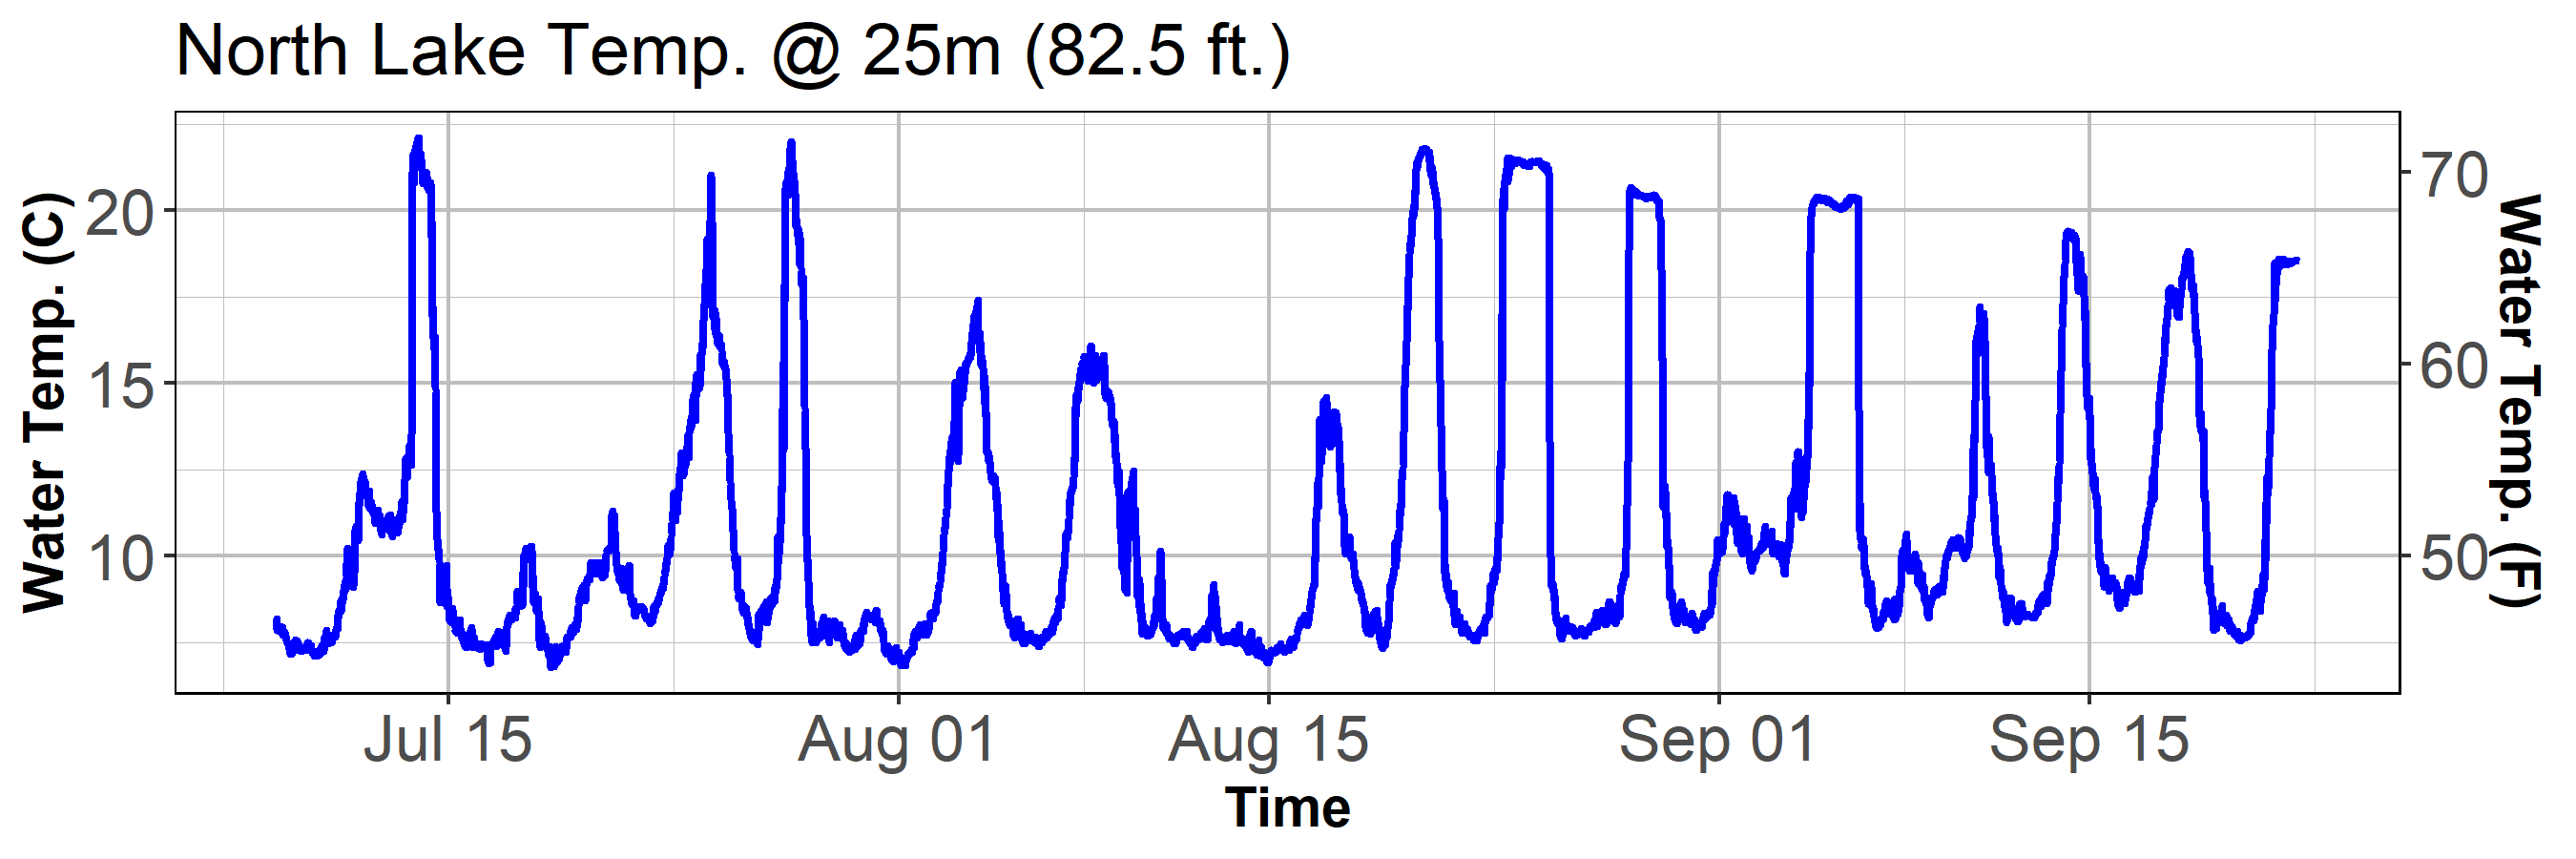 North Lake Temp. @ 25m (82.5 ft.)
Water Temp. (C)
20
15
10
70
60
50
Water Temp. (F)
Jul 15
Aug 01
Aug 15
Sep 01
Sep 15
Time